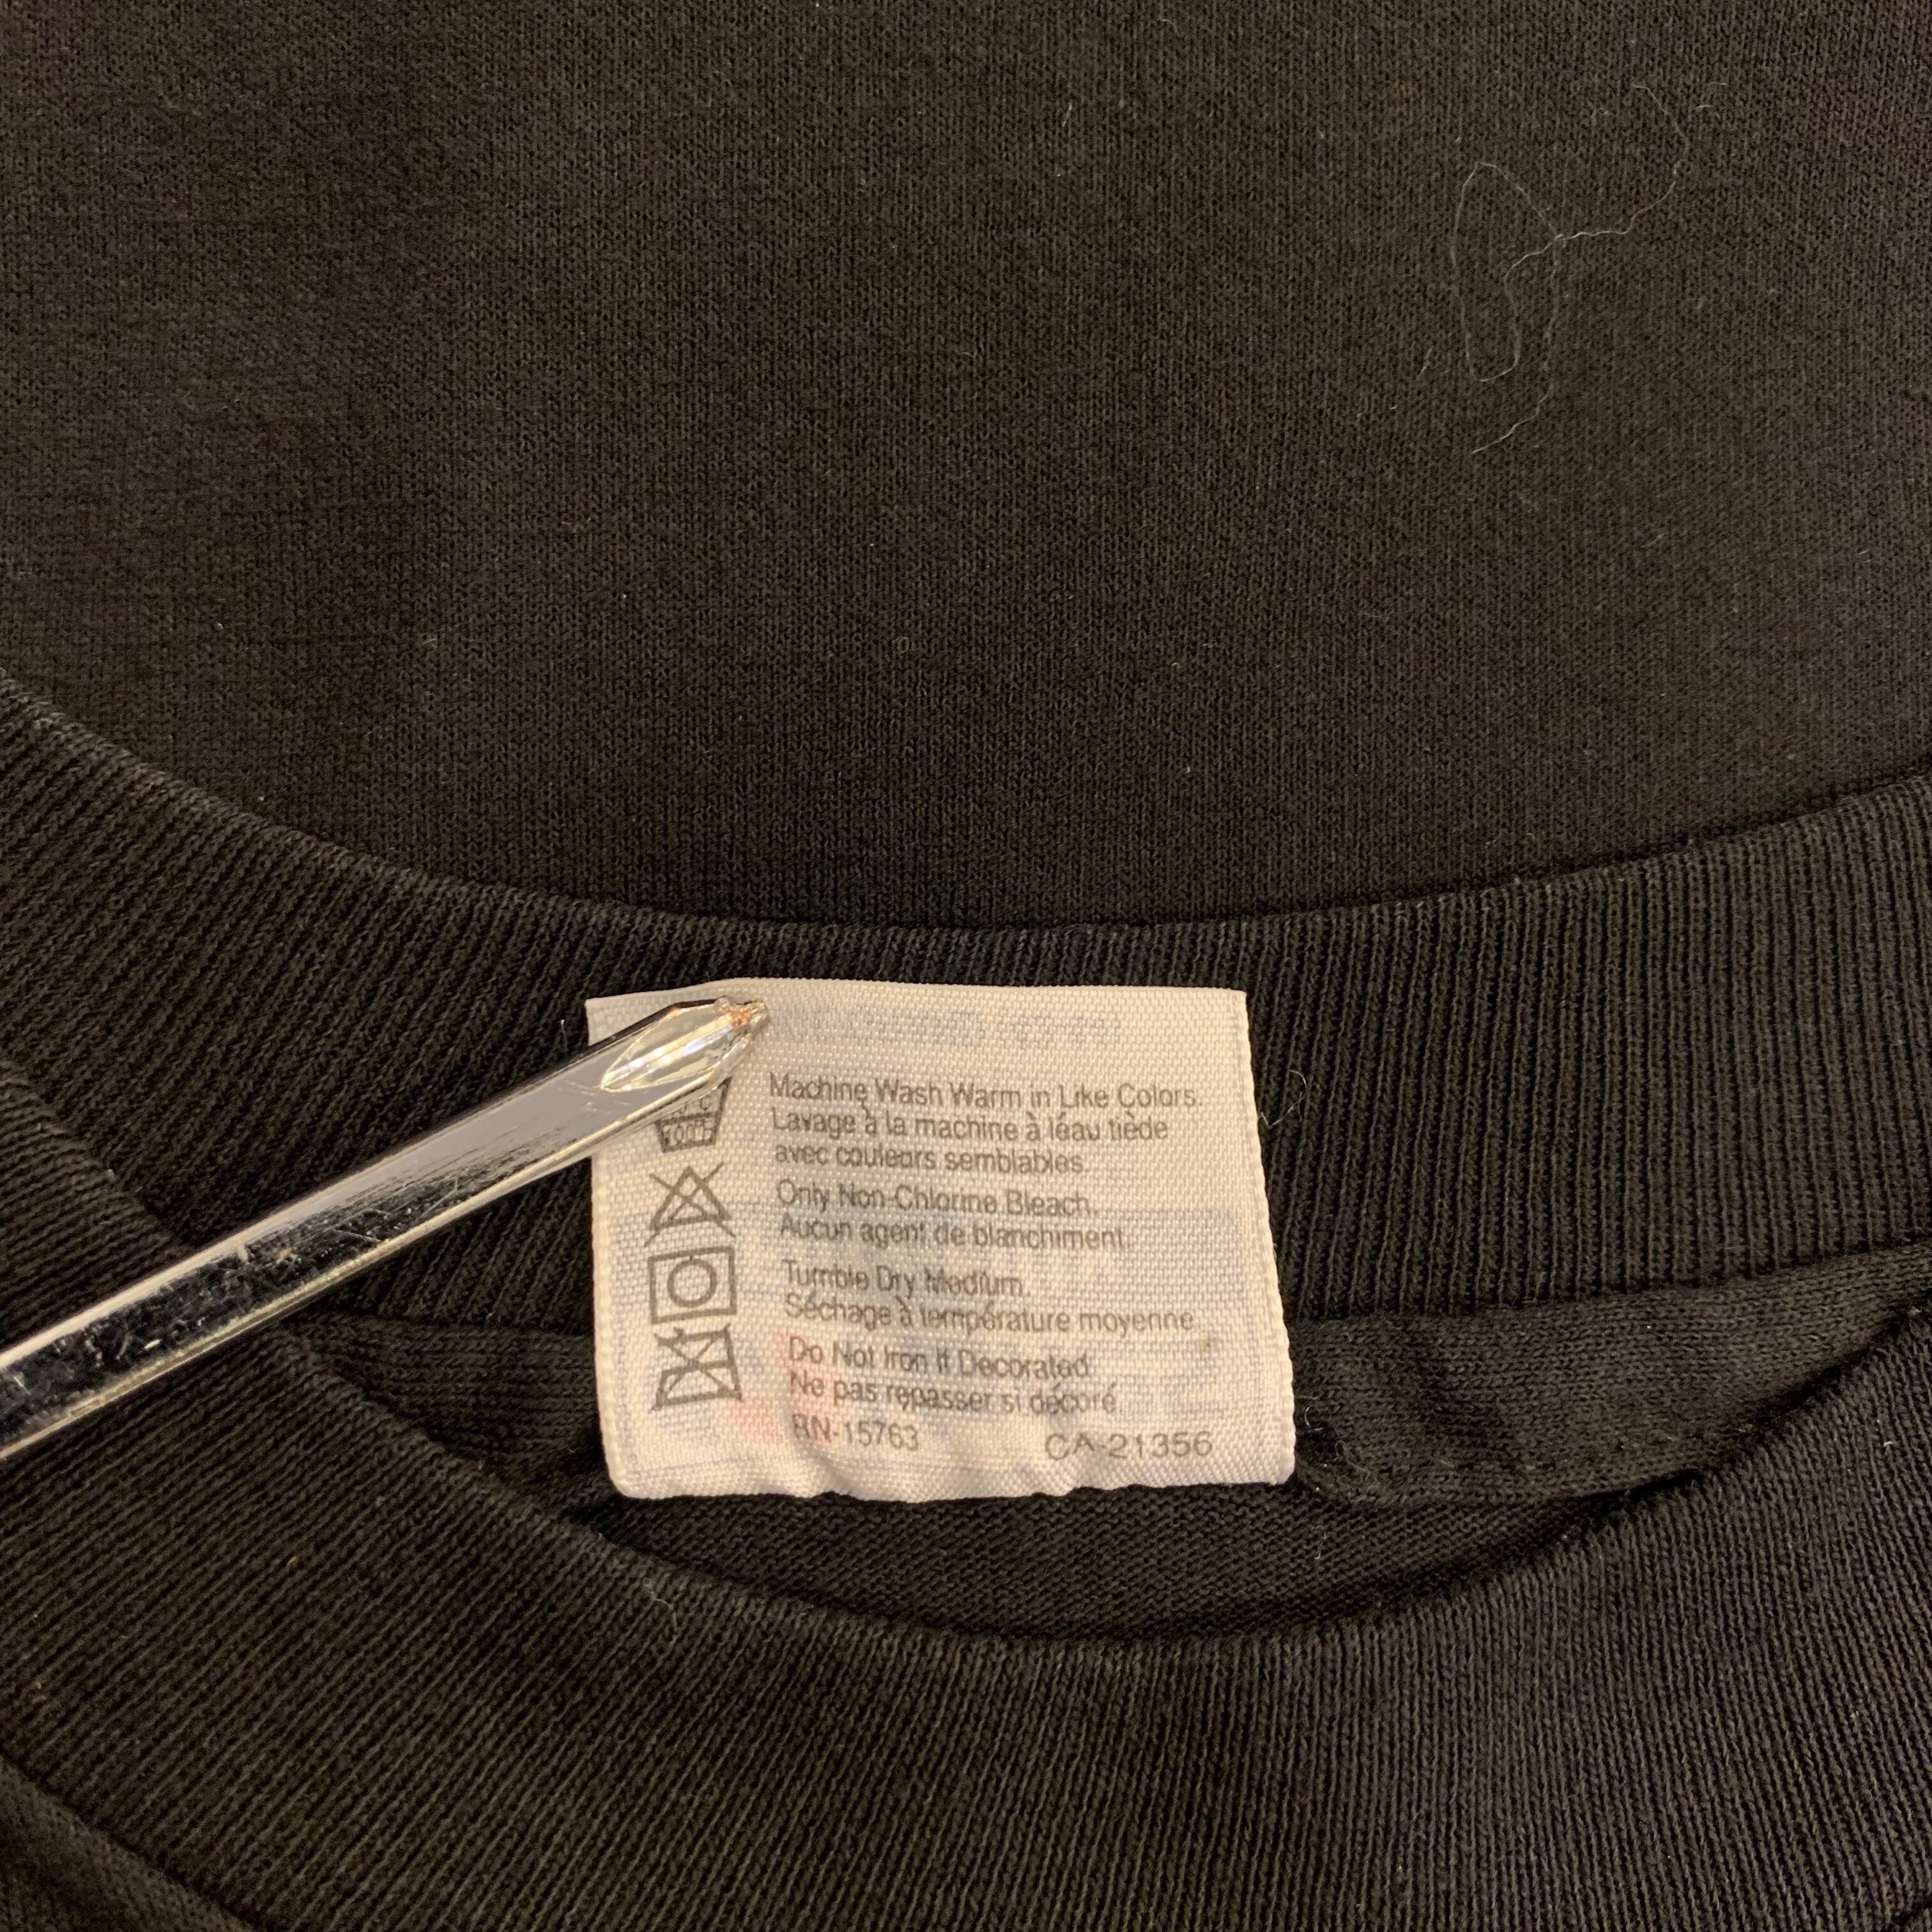 Machine Wash Warm in Like Colors.
Lavage à la machine à léau tiède
avec couleurs semblables.
Only Non-Chlorine Bleach.
Aucun agent de blanchiment.
Tumble Dry Medium.
Séchage à température moyenne
Do Not Iron If Decorated.
Ne pas repasser si décoré.
RN-15763 CA-21356